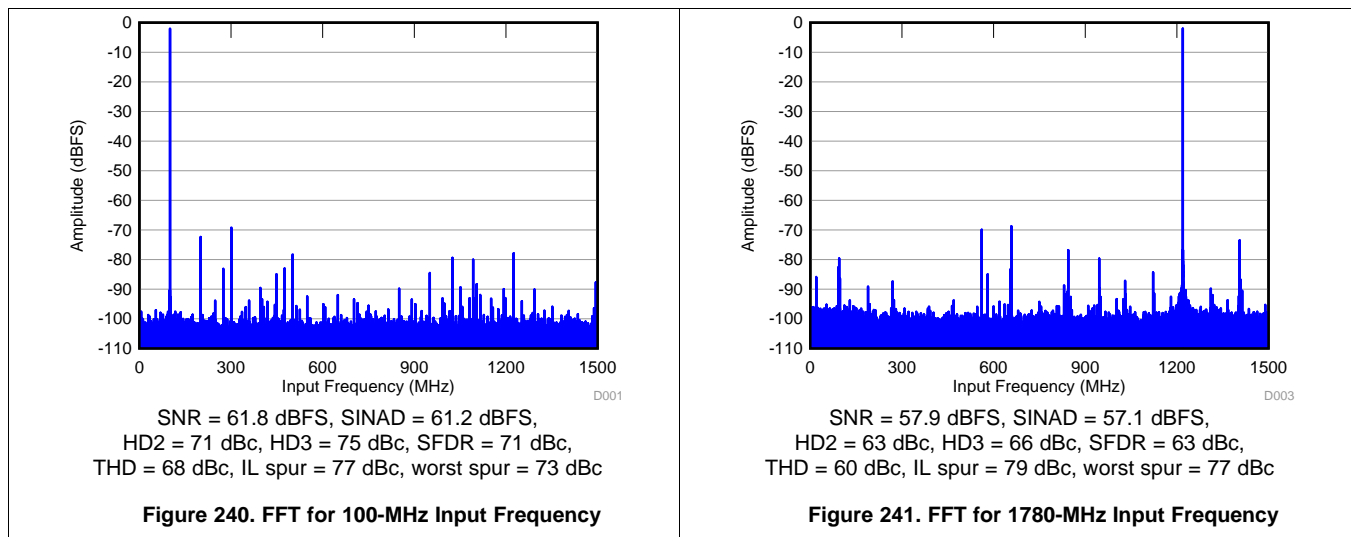 0
-10
-20
-30
-40
-50
-60
-70
-80
-90
-100
-110
Amplitude (dBFS)
0 300 600 900 1200 1500
Input Frequency (MHz)
D001
SNR = 61.8 dBFS, SINAD = 61.2 dBFS,
HD2 = 71 dBc, HD3 = 75 dBc, SFDR = 71 dBc,
THD = 68 dBc, IL spur = 77 dBc, worst spur = 73 dBc
Figure 240. FFT for 100-MHz Input Frequency
0
-10
-20
-30
-40
-50
-60
-70
-80
-90
-100
-110
Amplitude (dBFS)
0 300 600 900 1200 1500
Input Frequency (MHz)
D003
SNR = 57.9 dBFS, SINAD = 57.1 dBFS,
HD2 = 63 dBc, HD3 = 66 dBc, SFDR = 63 dBc,
THD = 60 dBc, IL spur = 79 dBc, worst spur = 77 dBc
Figure 241. FFT for 1780-MHz Input Frequency